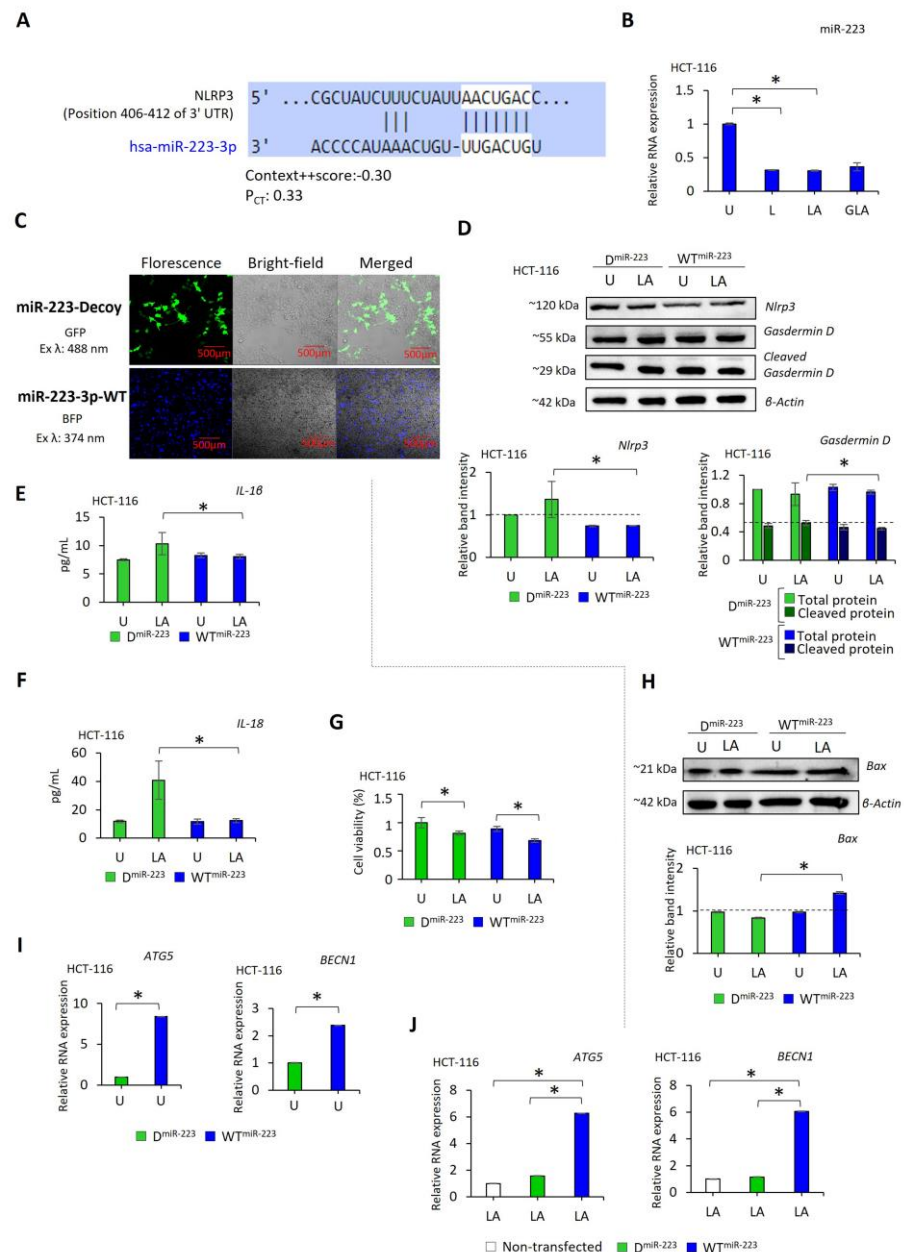 A
NLRP3
(Position 406-412 of 3' UTR)
5' ...CGCUAUCUUUCUAUUAACUGACC...
hsa-miR-223-3p
3' ACCCCAUAAACUGU-UUGACUGU
Context++score:-0.30
PCT: 0.33
B
miR-223
HCT-116
Relative RNA expression
1.5
1
0.5
0
U L LA GLA
* *
C
Florescence Bright-field Merged
miR-223-Decoy
GFP
Ex λ: 488 nm
500µm 500µm 500µm
miR-223-3p-WT
BFP
Ex λ: 374 nm
500µm 500µm 500µm
D
HCT-116
DmiR-223 WTmiR-223
U LA U LA
~120 kDa Nlrp3
~55 kDa Gasdermin D
~29 kDa Cleaved
Gasdermin D
~42 kDa β-Actin
HCT-116 Nlrp3
Relative band intensity
2
1
0
*
U LA U LA
DmiR-223 WTmiR-223
HCT-116 Gasdermin D
Relative band intensity
1.2
0.8
0.4
0
*
U LA U LA
DmiR-223 Total protein
Cleaved protein
WTmiR-223 Total protein
Cleaved protein
E
HCT-116 IL-1β
pg/mL
15
10
5
0
*
U LA U LA
DmiR-223 WTmiR-223
F
HCT-116 IL-18
pg/mL
60
40
20
0
*
U LA U LA
DmiR-223 WTmiR-223
G
HCT-116
Cell viability (%)
1.5
1
0.5
0
* *
U LA U LA
DmiR-223 WTmiR-223
H
DmiR-223 WTmiR-223
U LA U LA
~21 kDa Bax
~42 kDa β-Actin
HCT-116 Bax
Relative band intensity
2
1
0
*
U LA U LA
DmiR-223 WTmiR-223
I
HCT-116 ATG5
Relative RNA expression
10
5
0
*
U U
HCT-116 BECN1
Relative RNA expression
3
2
1
0
*
U U
DmiR-223 WTmiR-223
J
HCT-116 ATG5
Relative RNA expression
8
6
4
2
0
*
*
LA LA LA
HCT-116 BECN1
Relative RNA expression
8
6
4
2
0
*
*
LA LA LA
Non-transfected DmiR-223 WTmiR-223